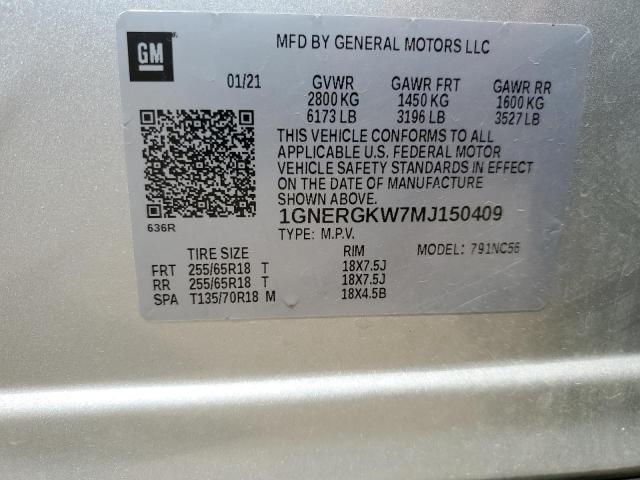 GM
MFD BY GENERAL MOTORS LLC
01/21 GVWR GAWR FRT GAWR RR
2800 KG 1450 KG 1600 KG
6173 LB 3196 LB 3527 LB
THIS VEHICLE CONFORMS TO ALL
APPLICABLE U.S. FEDERAL MOTOR
VEHICLE SAFETY STANDARDS IN EFFECT
ON THE DATE OF MANUFACTURE
SHOWN ABOVE.
636R
1GNERGKW7MJ150409
TYPE: M.P.V. MODEL: 791NC56
TIRE SIZE RIM
FRT 255/65R18 T 18X7.5J
RR 255/65R18 T 18X7.5J
SPA T135/70R18 M 18X4.5B